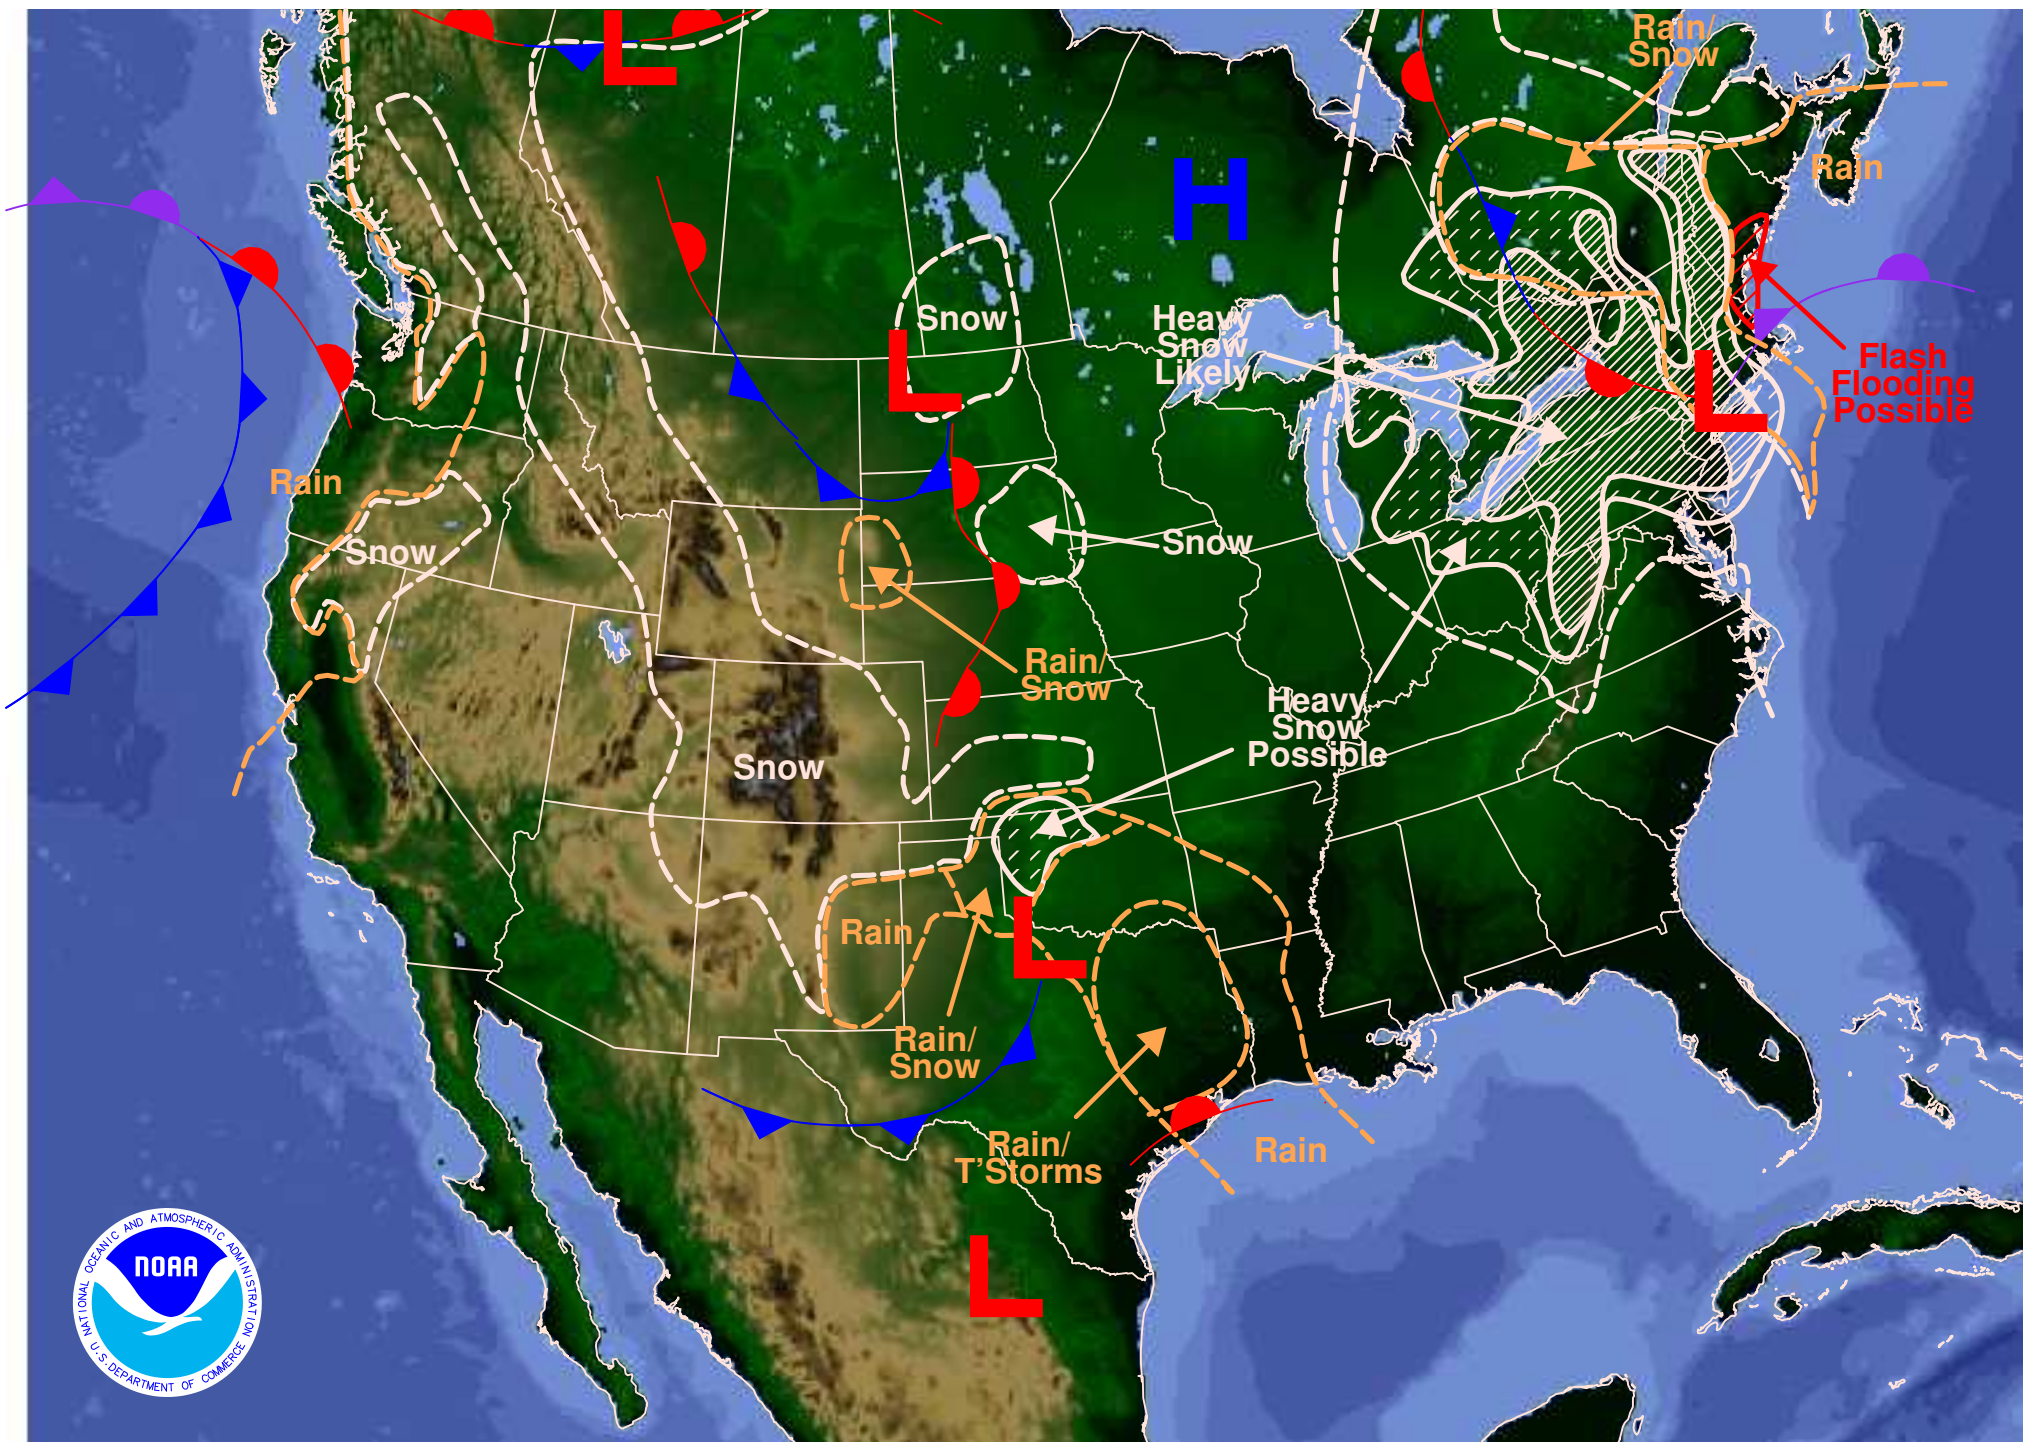 L
Rain/
Snow
Rain
H
Snow
L
Heavy
Snow
Likely
Flash
Flooding
Possible
L
Rain
Snow
Snow
Rain/
Snow
Heavy
Snow
Possible
Snow
Rain
L
Rain/
Snow
Rain/
T'Storms
Rain
L
NATIONAL OCEANIC AND ATMOSPHERIC ADMINISTRATION
NOAA
U.S. DEPARTMENT OF COMMERCE